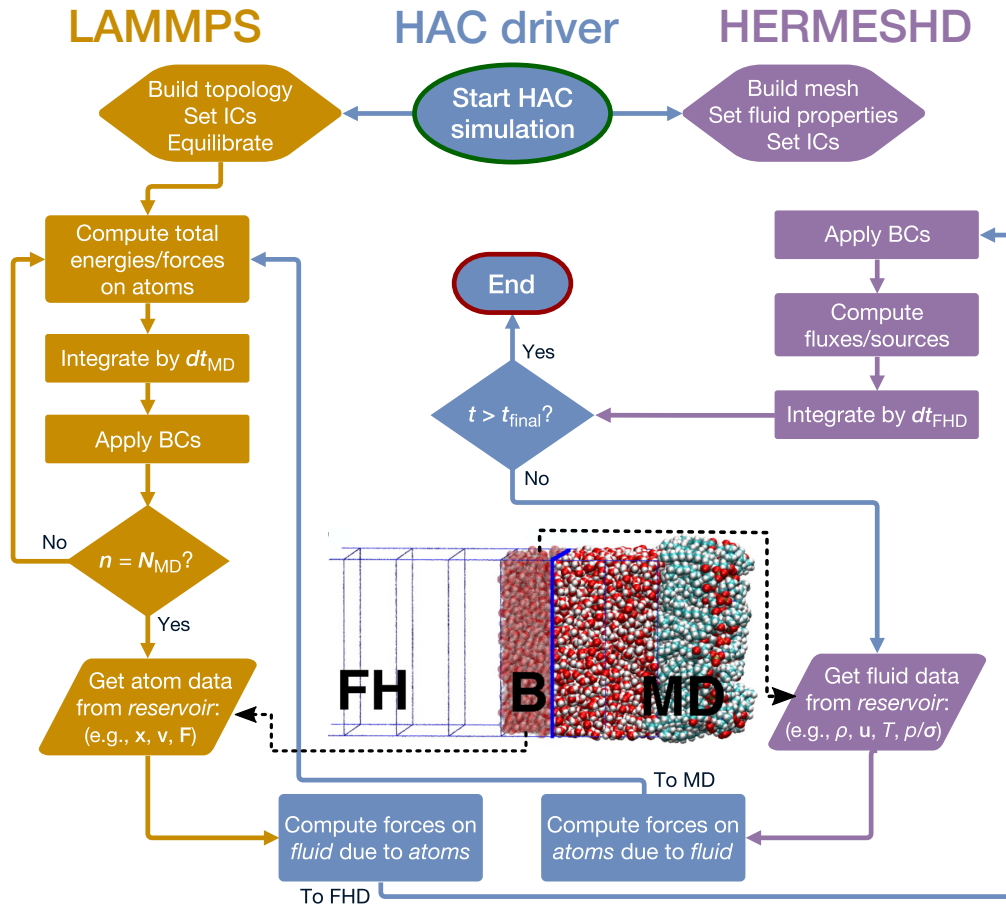 LAMMPS
HAC driver
HERMESHD
Build topology
Set ICs
Equilibrate
Start HAC
simulation
Build mesh
Set fluid properties
Set ICs
Compute total
energies/forces
on atoms
Apply BCs
End
Compute
fluxes/sources
Integrate by dtMD
Yes
Integrate by dtFHD
t > tfinal?
Apply BCs
No
No
n = NMD?
Yes
FH
B
MD
Get atom data
from reservoir:
(e.g., x, v, F)
Get fluid data
from reservoir:
(e.g., ρ, u, T, p/σ)
To MD
Compute forces on
fluid due to atoms
Compute forces on
atoms due to fluid
To FHD